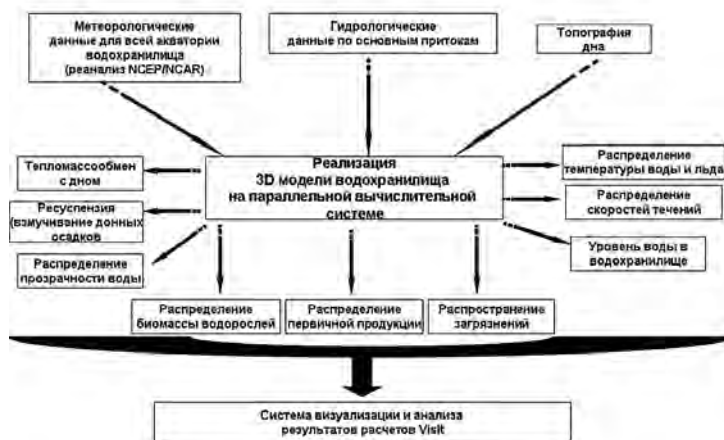 Метеорологические
данные для всей акватории
водохранилища
(реанализ NCEP/NCAR)
Гидрологические
данные по основным притокам
Топография
дна
Реализация
3D модели водохранилища
на параллельной вычислительной
системе
Тепломассообмен
с дном
Ресуспензия
(взмучивание донных
осадков
Распределение
прозрачности воды
Распределение
температуры воды и льда
Распределение
скоростей течений
Уровень воды в
водохранилище
Распределение
биомассы водорослей
Распределение
первичной продукции
Распространение
загрязнений
Система визуализации и анализа
результатов расчетов Visit